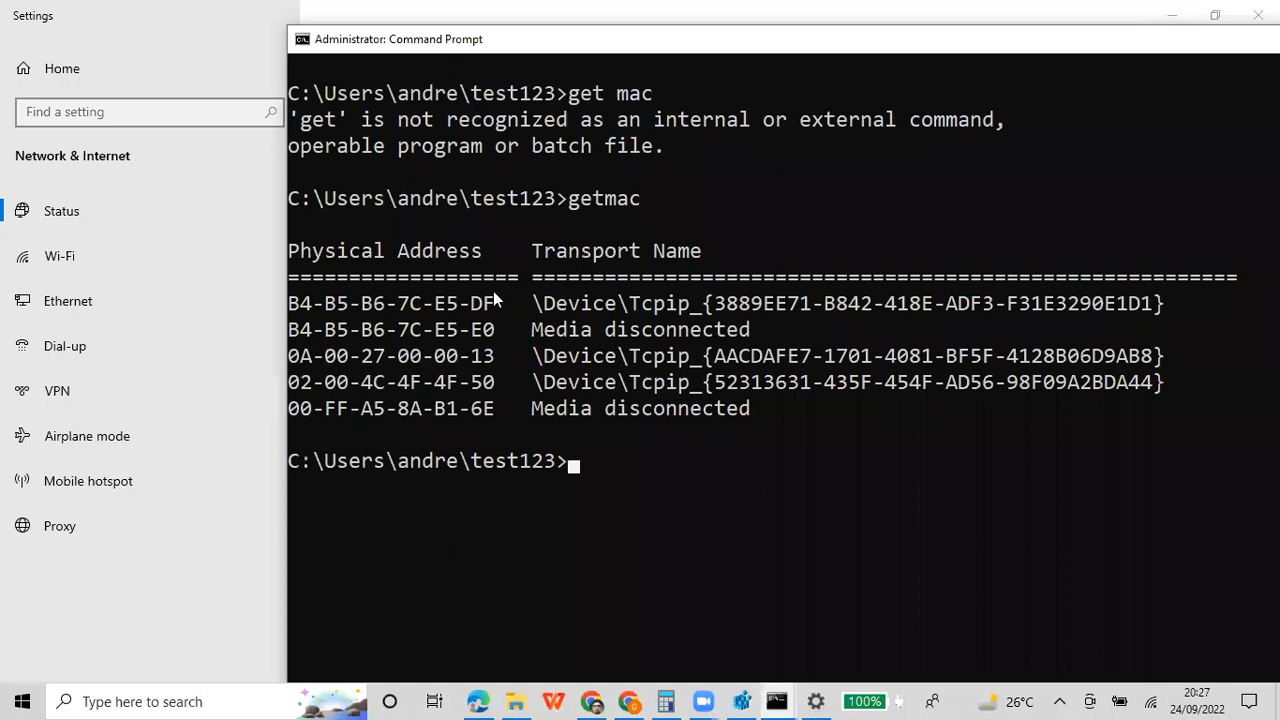 Settings
Administrator: Command Prompt
Home
Find a setting
Network & Internet
Status
Wi-Fi
Ethernet
Dial-up
VPN
Airplane mode
Mobile hotspot
Proxy
C:\Users\andre\test123>get mac
'get' is not recognized as an internal or external command,
operable program or batch file.
C:\Users\andre\test123>getmac
Physical Address    Transport Name
=================== ==========================================================
B4-B5-B6-7C-E5-DF   \Device\Tcpip_{3889EE71-B842-418E-ADF3-F31E3290E1D1}
B4-B5-B6-7C-E5-E0   Media disconnected
0A-00-27-00-00-13   \Device\Tcpip_{AACDAFE7-1701-4081-BF5F-4128B06D9AB8}
02-00-4C-4F-4F-50   \Device\Tcpip_{52313631-435F-454F-AD56-98F09A2BDA44}
00-FF-A5-8A-B1-6E   Media disconnected
C:\Users\andre\test123>
Type here to search
100%
26°C
20:27
24/09/2022